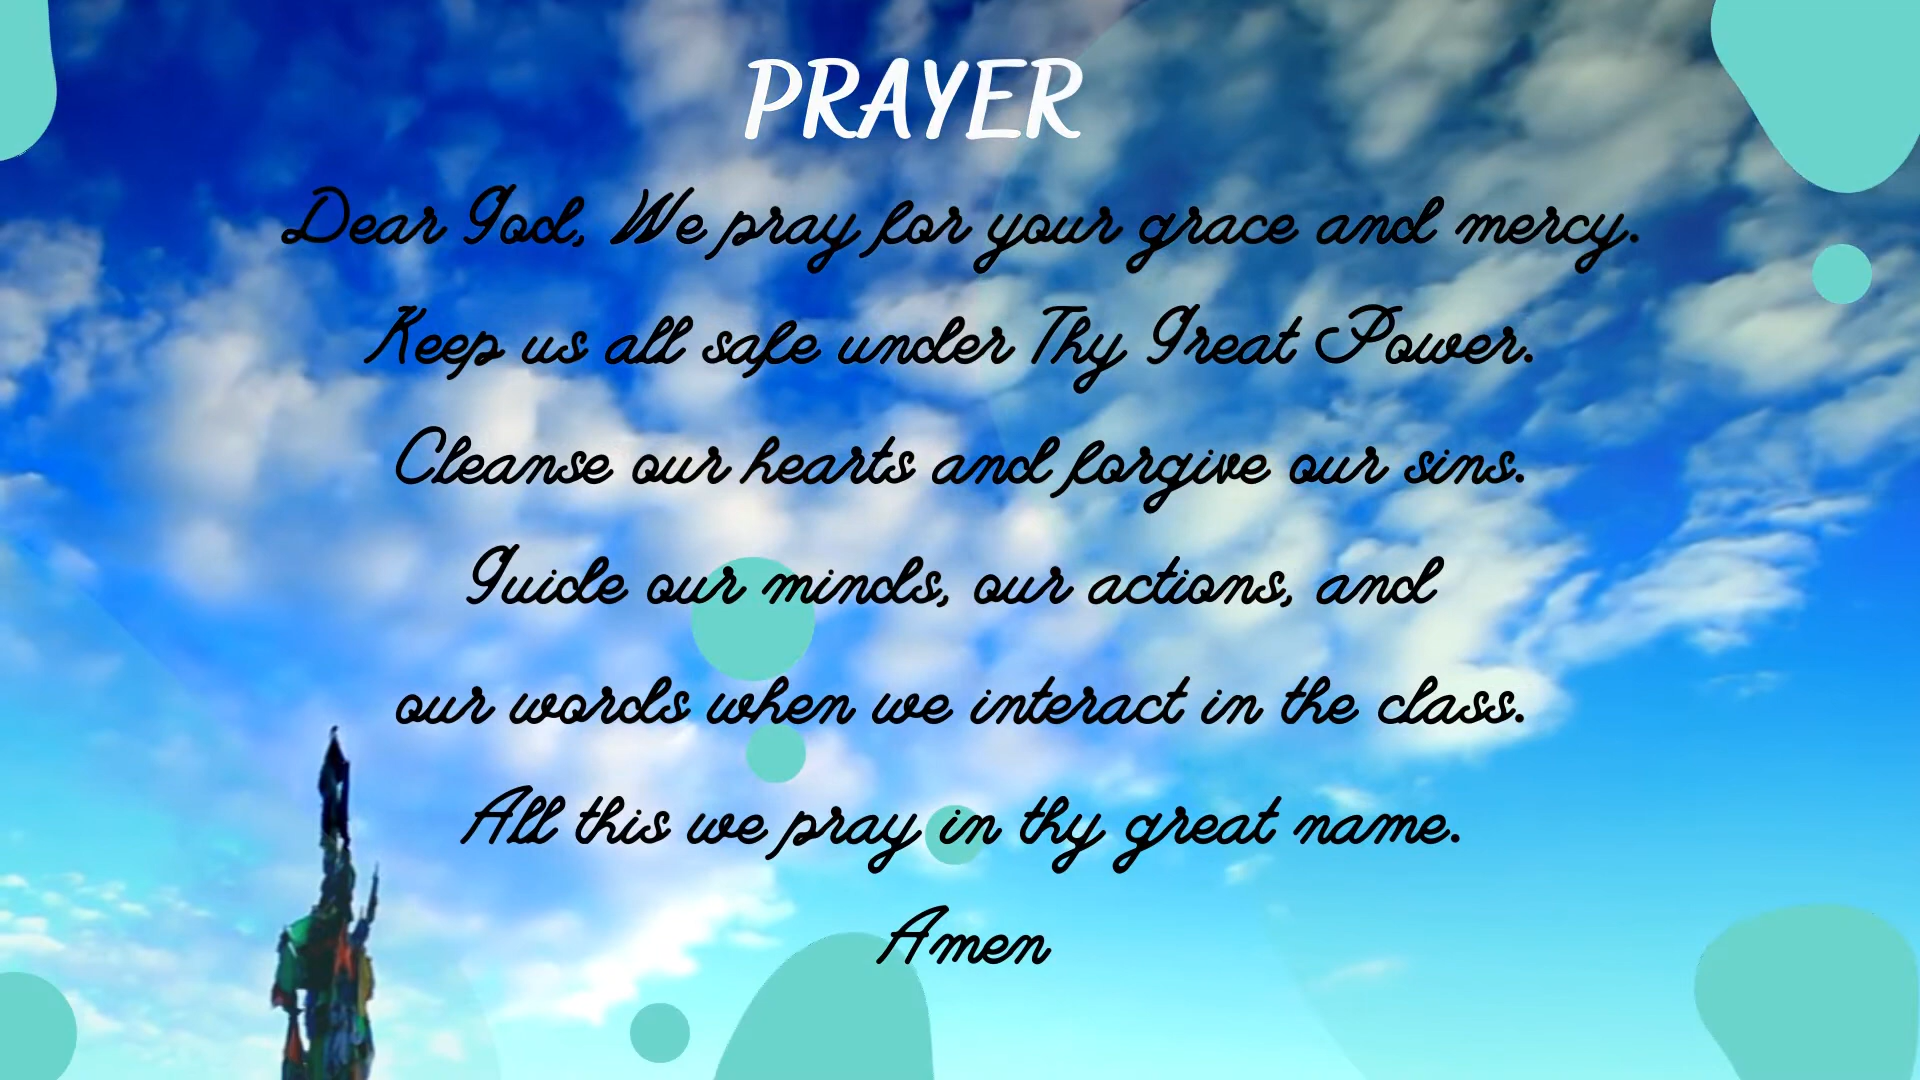 PRAYER
Dear God, We pray for your grace and mercy.
Keep us all safe under Thy Great Power.
Cleanse our hearts and forgive our sins.
Guide our minds, our actions, and
our words when we interact in the class.
All this we pray in thy great name.
Amen